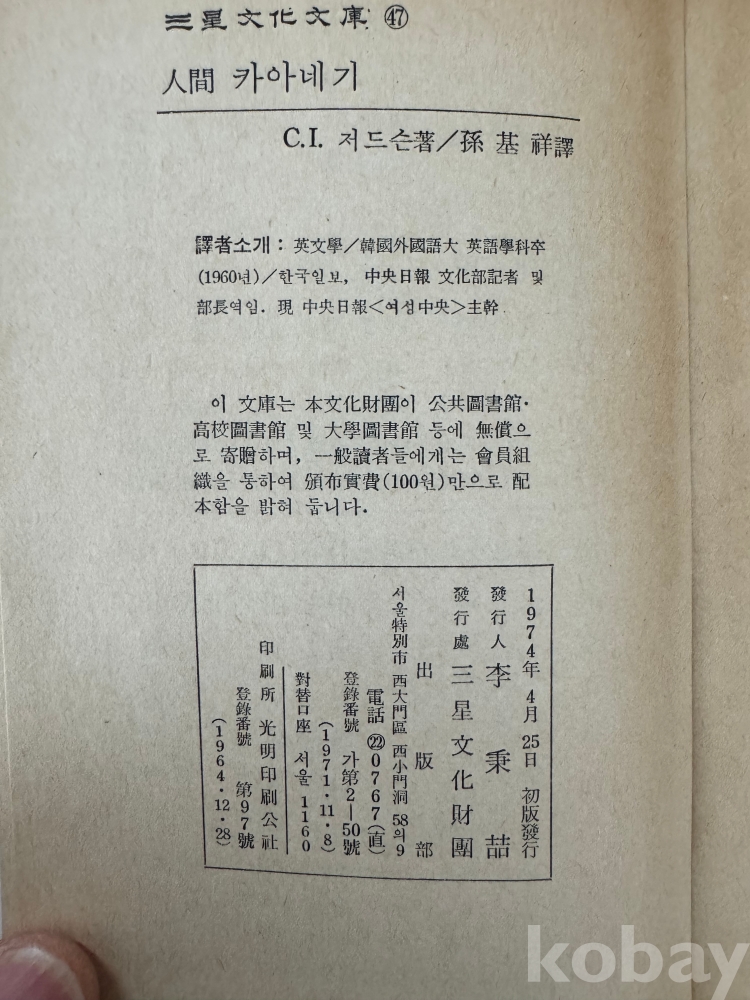 三星文化文庫 ㊼
人間 카아네기
C.I. 저드슨著/孫 基 祥譯
譯者소개: 英文學/韓國外國語大 英語學科卒
(1960년)/한국일보, 中央日報 文化部記者 및
部長역임. 現 中央日報<여성中央>主幹
이 文庫는 本文化財團이 公共圖書館·
高校圖書館 및 大學圖書館 등에 無償으
로 寄贈하며, 一般讀者들에게는 會員組
織을 통하여 頒布實費(100원)만으로 配
本함을 밝혀 둡니다.
1974年 4月 25日 初版發行
發行人 李 秉 喆
發行處 三星文化財團
出 版 部
서울特別市 西大門區 西小門洞 58의9
電話 ㉒0767(直)
登錄番號 가第2—50號
(1971·11·8)
對替口座 서울 1160
印刷所 光明印刷公社
登錄番號 第97號
(1964·12·28)
kobay